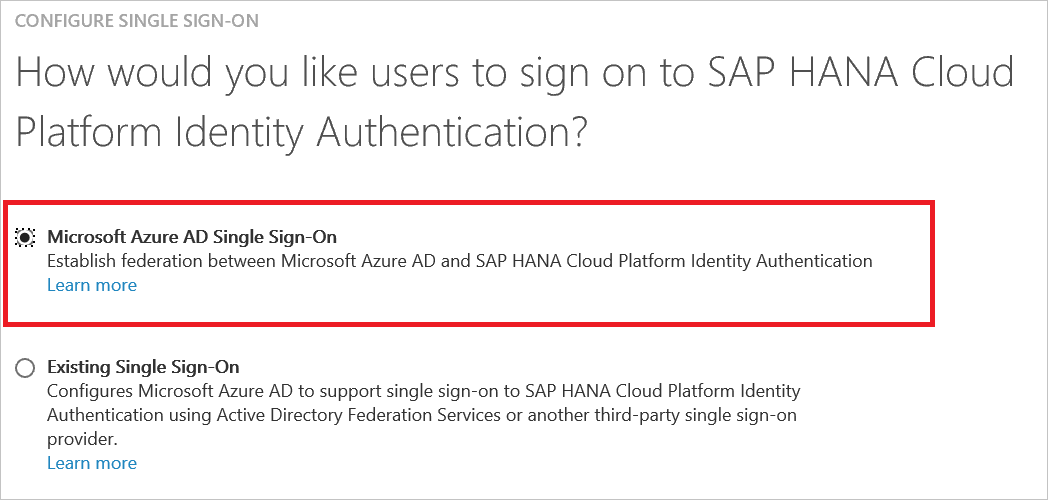 CONFIGURE SINGLE SIGN-ON
How would you like users to sign on to SAP HANA Cloud
Platform Identity Authentication?
Microsoft Azure AD Single Sign-On
Establish federation between Microsoft Azure AD and SAP HANA Cloud Platform Identity Authentication
Learn more
Existing Single Sign-On
Configures Microsoft Azure AD to support single sign-on to SAP HANA Cloud Platform Identity
Authentication using Active Directory Federation Services or another third-party single sign-on
provider.
Learn more